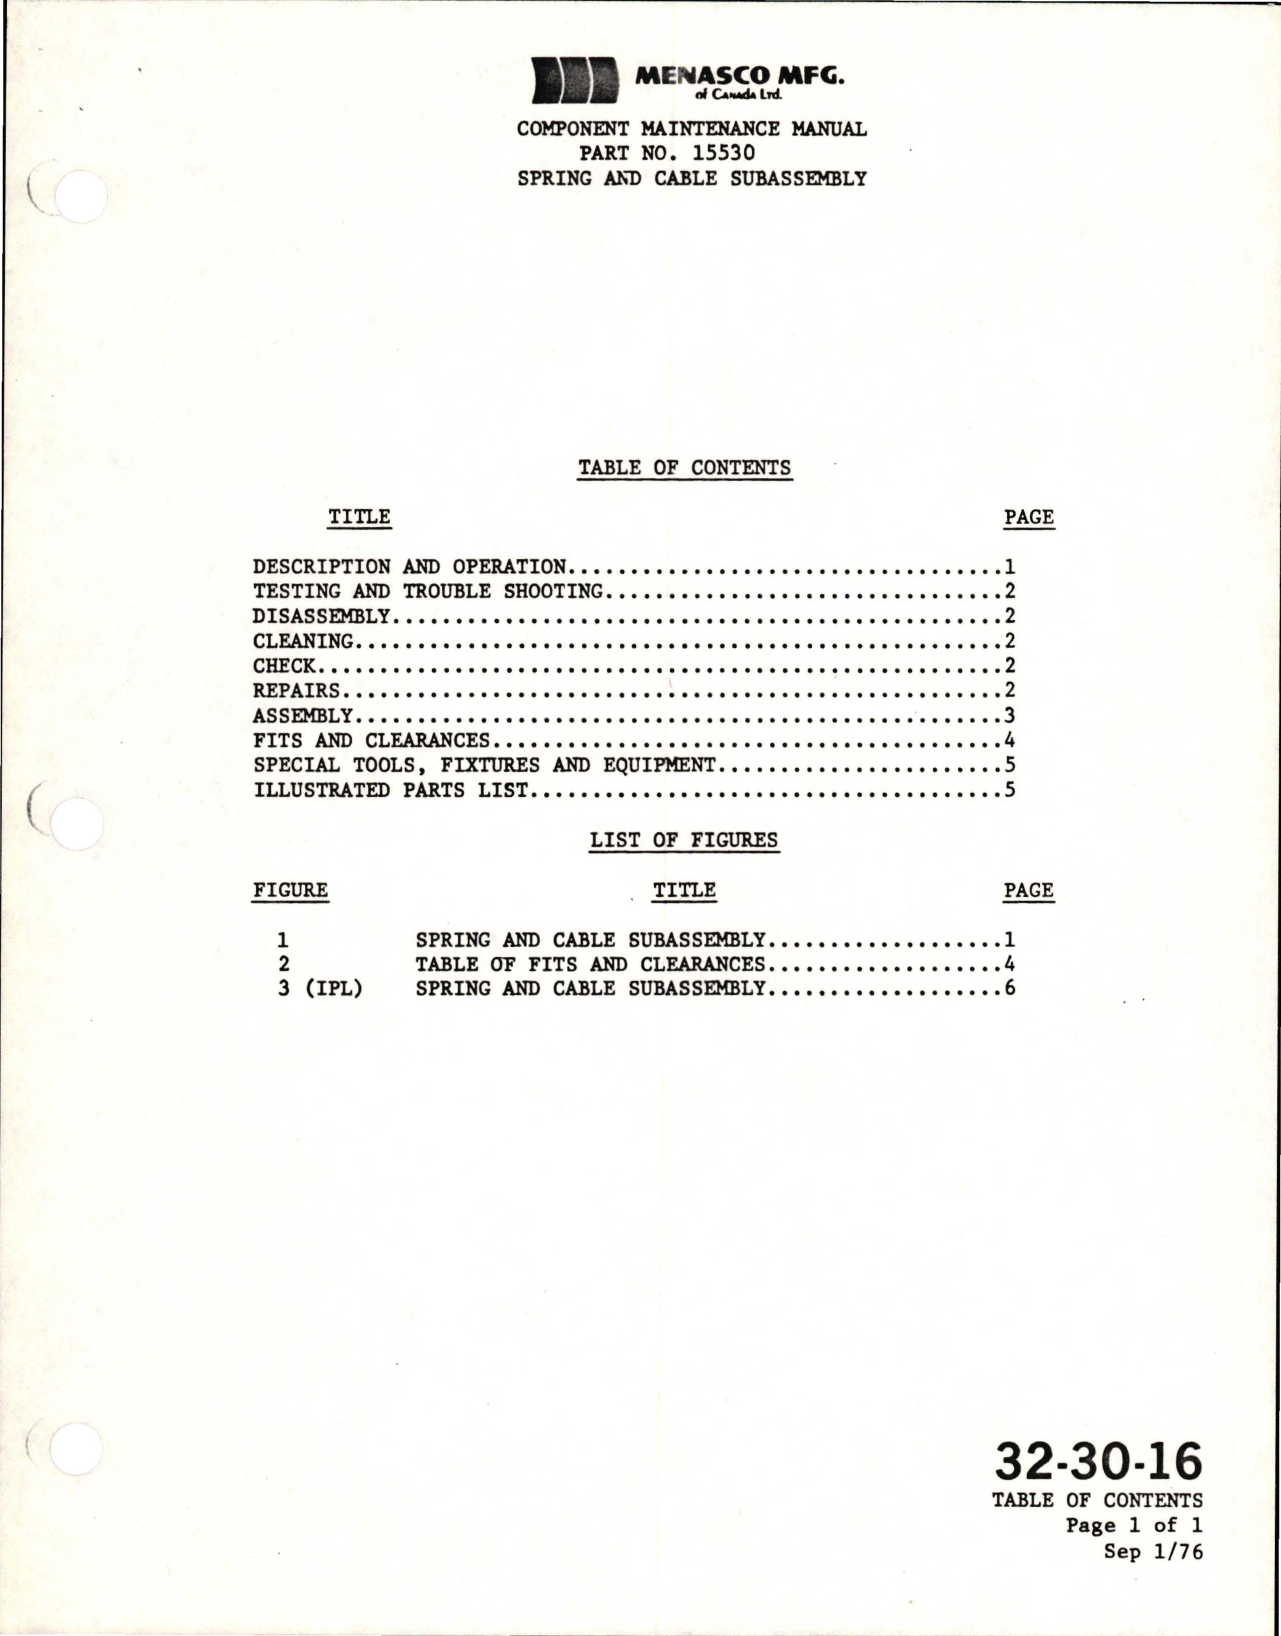 MENASCO MFG.
of Canada Ltd.
COMPONENT MAINTENANCE MANUAL
PART NO. 15530
SPRING AND CABLE SUBASSEMBLY
TABLE OF CONTENTS
TITLE PAGE
DESCRIPTION AND OPERATION...................................1
TESTING AND TROUBLE SHOOTING................................2
DISASSEMBLY.................................................2
CLEANING....................................................2
CHECK.......................................................2
REPAIRS.....................................................2
ASSEMBLY....................................................3
FITS AND CLEARANCES.........................................4
SPECIAL TOOLS, FIXTURES AND EQUIPMENT.......................5
ILLUSTRATED PARTS LIST......................................5
LIST OF FIGURES
FIGURE TITLE PAGE
1 SPRING AND CABLE SUBASSEMBLY...................1
2 TABLE OF FITS AND CLEARANCES...................4
3 (IPL) SPRING AND CABLE SUBASSEMBLY...................6
32-30-16
TABLE OF CONTENTS
Page 1 of 1
Sep 1/76